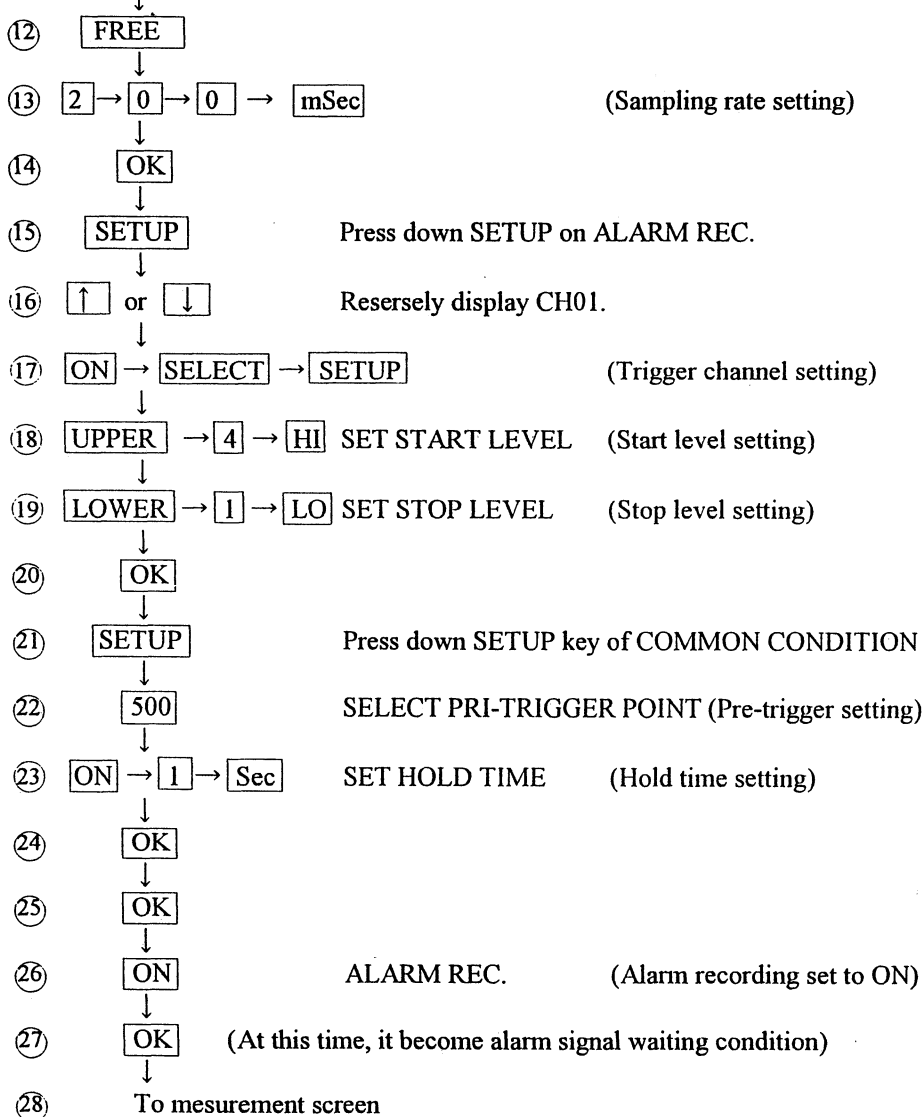 ↓
⑫ FREE
↓
⑬ 2 → 0 → 0 → mSec (Sampling rate setting)
↓
⑭ OK
↓
⑮ SETUP Press down SETUP on ALARM REC.
↓
⑯ ↑ or ↓ Resersely display CH01.
↓
⑰ ON → SELECT → SETUP (Trigger channel setting)
↓
⑱ UPPER → 4 → HI SET START LEVEL (Start level setting)
↓
⑲ LOWER → 1 → LO SET STOP LEVEL (Stop level setting)
↓
⑳ OK
↓
㉑ SETUP Press down SETUP key of COMMON CONDITION
↓
㉒ 500 SELECT PRI-TRIGGER POINT (Pre-trigger setting)
↓
㉓ ON → 1 → Sec SET HOLD TIME (Hold time setting)
↓
㉔ OK
↓
㉕ OK
↓
㉖ ON ALARM REC. (Alarm recording set to ON)
↓
㉗ OK (At this time, it become alarm signal waiting condition)
↓
㉘ To mesurement screen